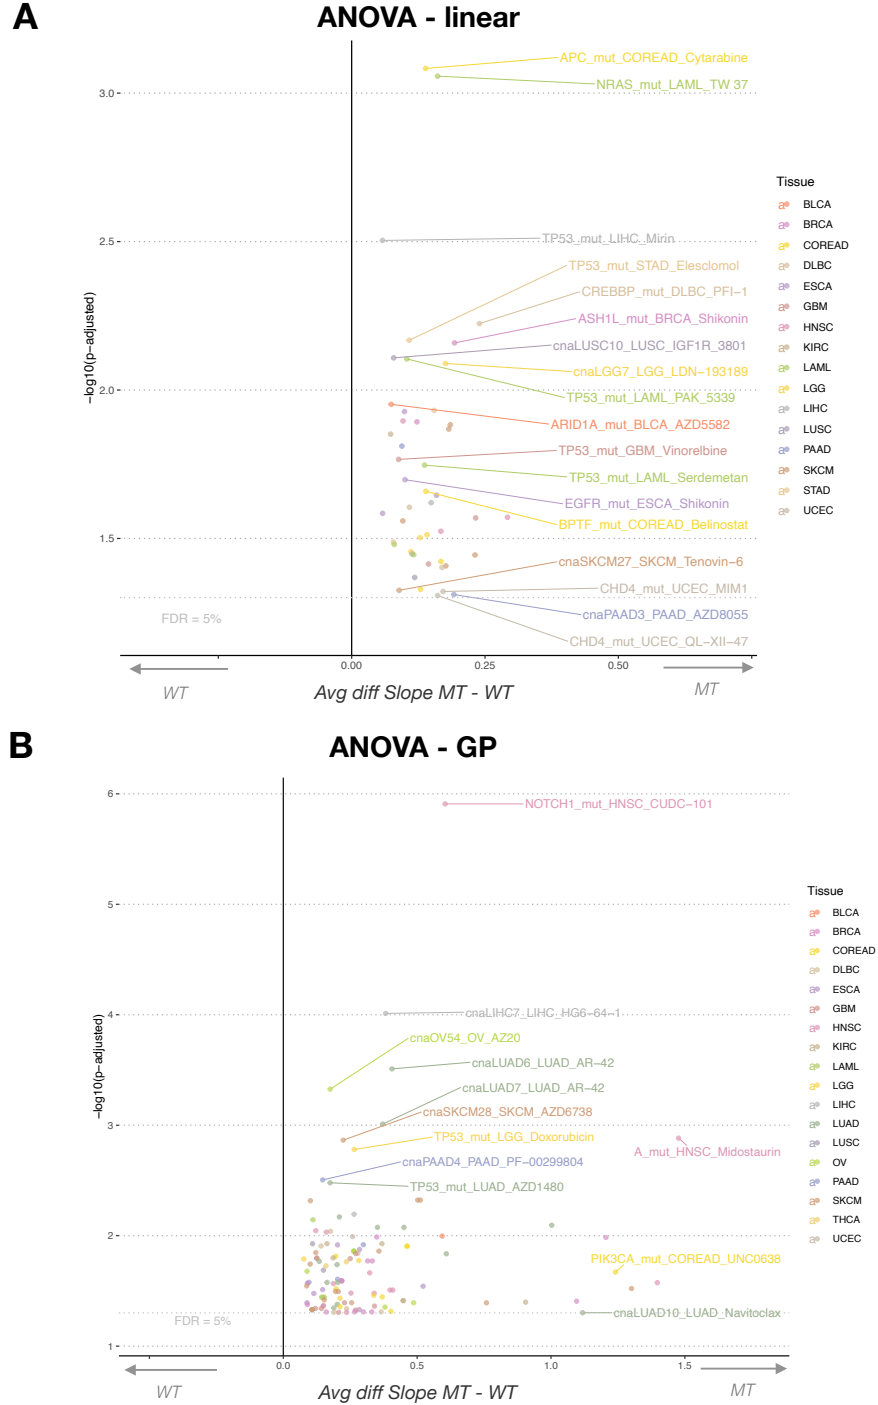 A
ANOVA - linear
−log10(p−adjusted)
3.0
2.5
2.0
1.5
APC_mut_COREAD_Cytarabine
NRAS_mut_LAML_TW 37
TP53_mut_LIHC_Mirin
TP53_mut_STAD_Elesclomol
CREBBP_mut_DLBC_PFI−1
ASH1L_mut_BRCA_Shikonin
cnaLUSC10_LUSC_IGF1R_3801
cnaLGG7_LGG_LDN−193189
TP53_mut_LAML_PAK_5339
ARID1A_mut_BLCA_AZD5582
TP53_mut_GBM_Vinorelbine
TP53_mut_LAML_Serdemetan
EGFR_mut_ESCA_Shikonin
BPTF_mut_COREAD_Belinostat
cnaSKCM27_SKCM_Tenovin−6
CHD4_mut_UCEC_MIM1
cnaPAAD3_PAAD_AZD8055
CHD4_mut_UCEC_QL−XII−47
FDR = 5%
0.00 0.25 0.50
WT
Avg diff Slope MT - WT
MT
Tissue
a BLCA
a BRCA
a COREAD
a DLBC
a ESCA
a GBM
a HNSC
a KIRC
a LAML
a LGG
a LIHC
a LUSC
a PAAD
a SKCM
a STAD
a UCEC
B
ANOVA - GP
−log10(p−adjusted)
6
5
4
3
2
1
NOTCH1_mut_HNSC_CUDC−101
cnaLIHC7_LIHC_HG6−64−1
cnaOV54_OV_AZ20
cnaLUAD6_LUAD_AR−42
cnaLUAD7_LUAD_AR−42
cnaSKCM28_SKCM_AZD6738
TP53_mut_LGG_Doxorubicin
A_mut_HNSC_Midostaurin
cnaPAAD4_PAAD_PF−00299804
TP53_mut_LUAD_AZD1480
PIK3CA_mut_COREAD_UNC0638
cnaLUAD10_LUAD_Navitoclax
FDR = 5%
0.0 0.5 1.0 1.5
WT
Avg diff Slope MT - WT
MT
Tissue
a BLCA
a BRCA
a COREAD
a DLBC
a ESCA
a GBM
a HNSC
a KIRC
a LAML
a LGG
a LIHC
a LUAD
a LUSC
a OV
a PAAD
a SKCM
a THCA
a UCEC